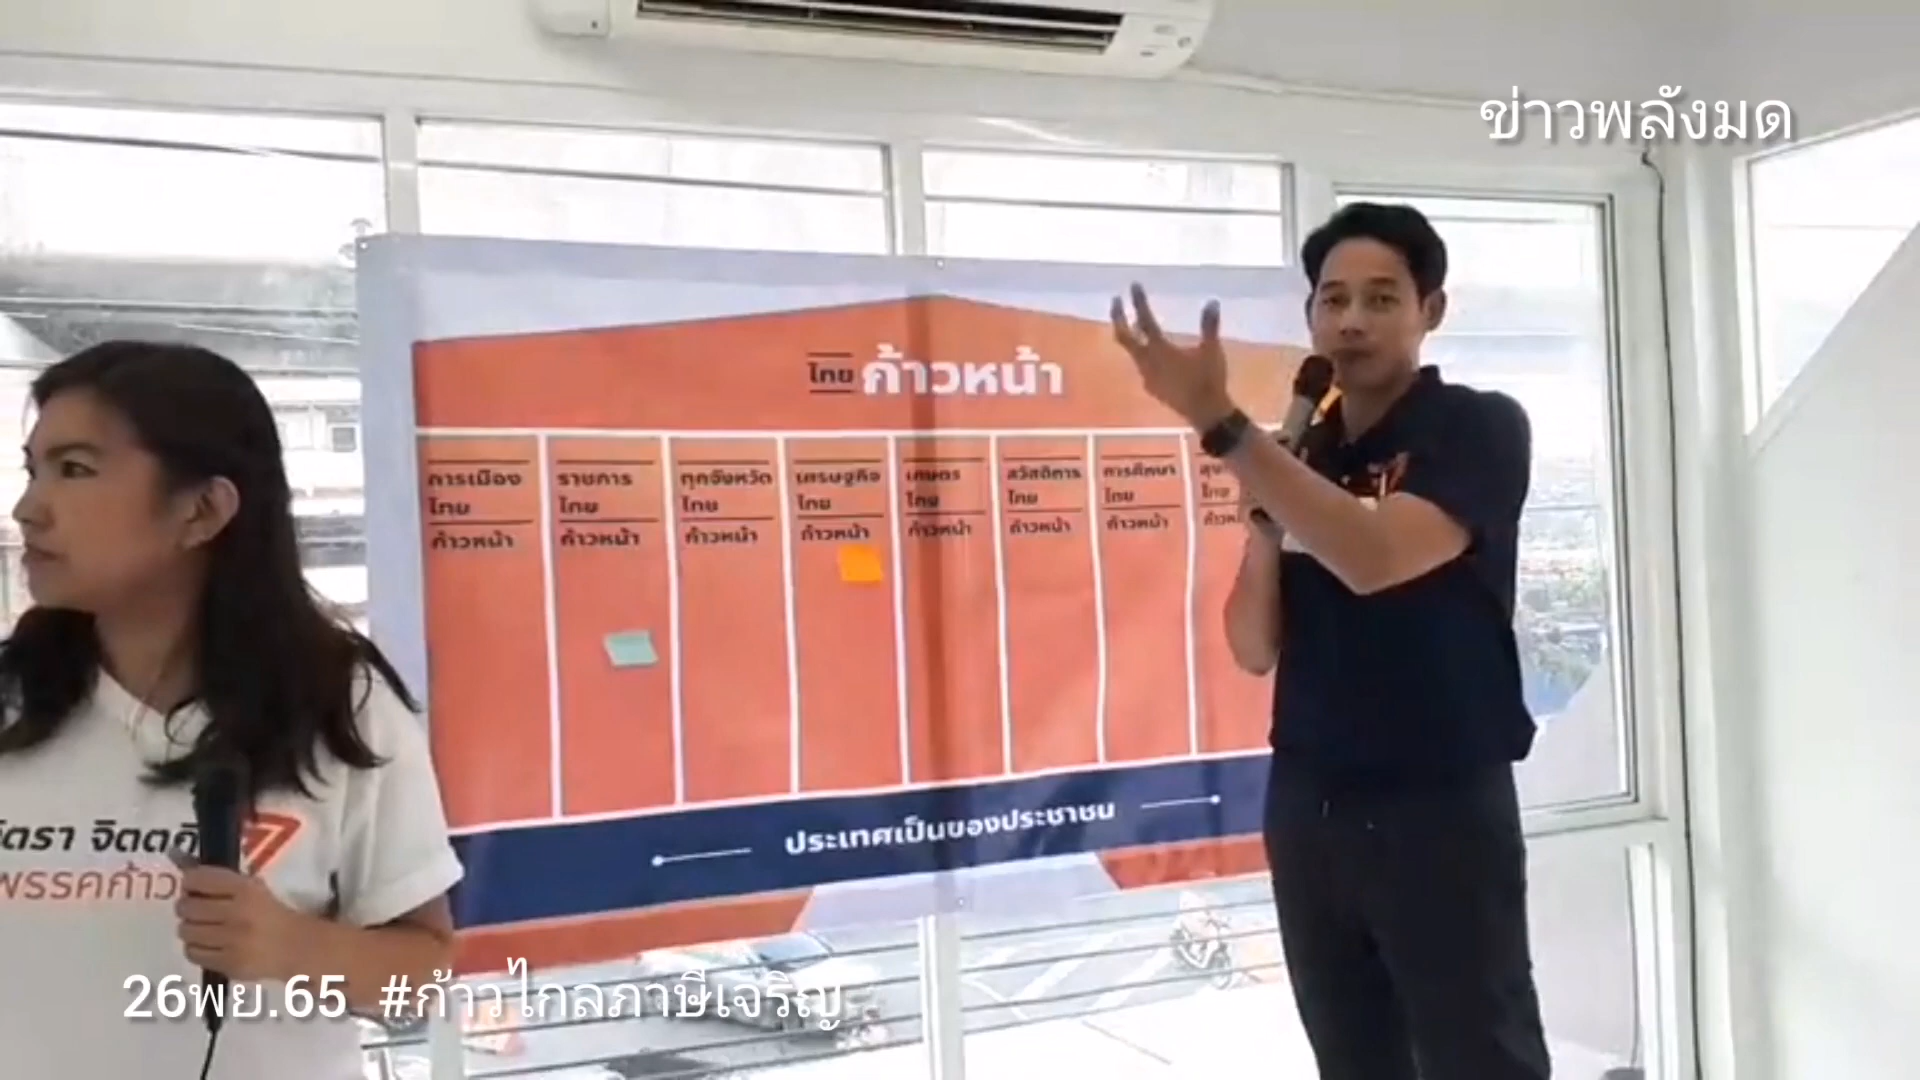 ข่าวพลังมด
ไทย ก้าวหน้า
การเมือง
ไทย
ก้าวหน้า
ราชการ
ไทย
ก้าวหน้า
ทุกจังหวัด
ไทย
ก้าวหน้า
เศรษฐกิจ
ไทย
ก้าวหน้า
เกษตร
ไทย
ก้าวหน้า
สวัสดิการ
ไทย
ก้าวหน้า
การศึกษา
ไทย
ก้าวหน้า
ไทย
ประเทศเป็นของประชาชน
26พย.65 #ก้าวไกลภาษีเจริญ